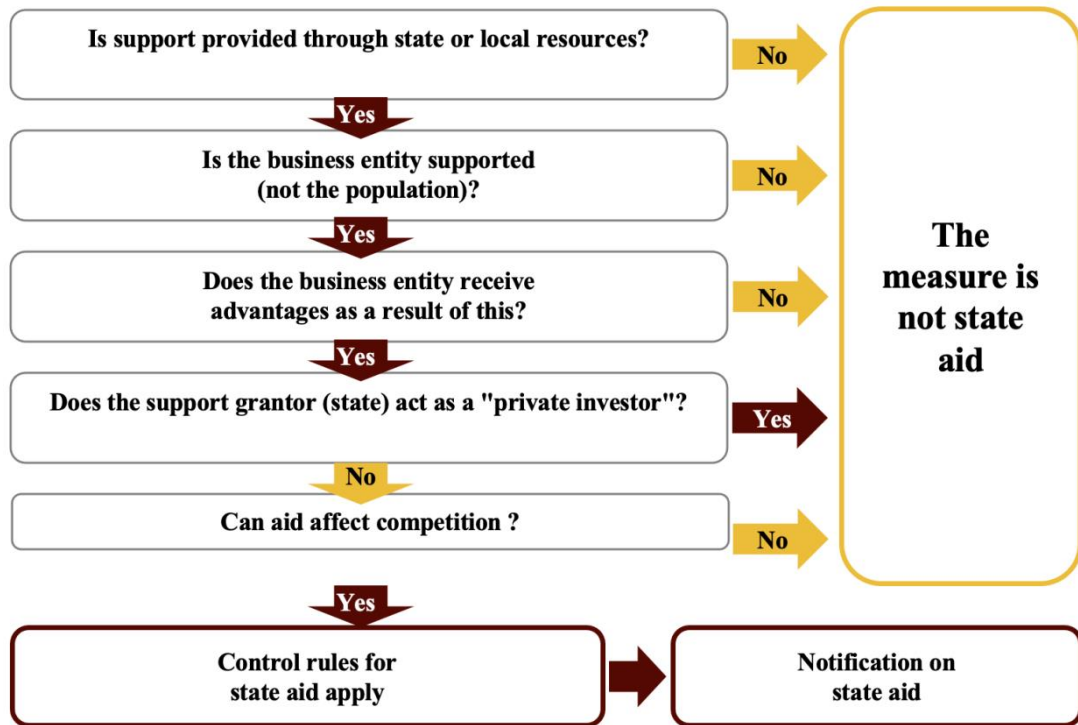 Is support provided through state or local resources?
No
Yes
Is the business entity supported
(not the population)?
No
Yes
Does the business entity receive
advantages as a result of this?
No
Yes
Does the support grantor (state) act as a "private investor"?
Yes
No
Can aid affect competition ?
No
Yes
The
measure is
not state
aid
Control rules for
state aid apply
Notification on
state aid